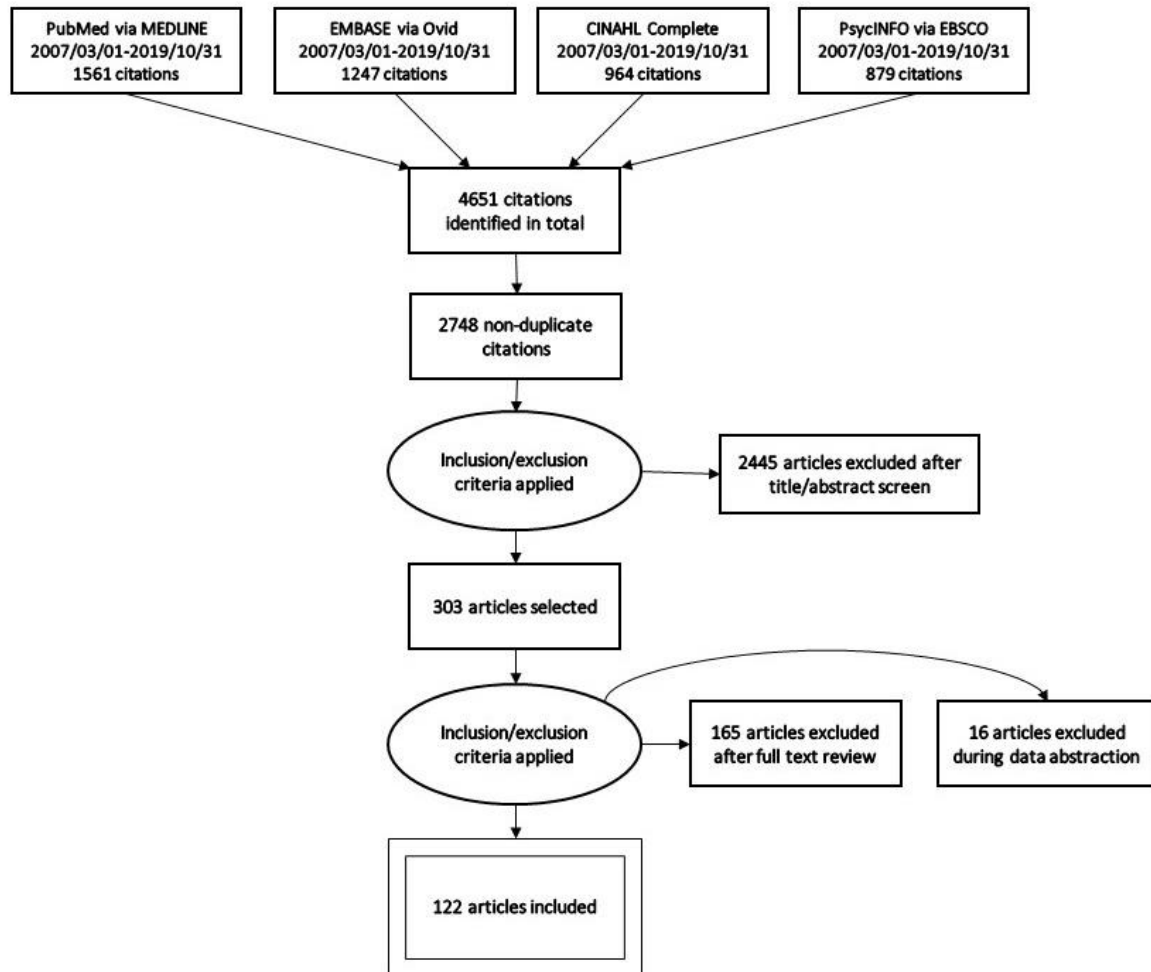 PubMed via MEDLINE
2007/03/01-2019/10/31
1561 citations
EMBASE via Ovid
2007/03/01-2019/10/31
1247 citations
CINAHL Complete
2007/03/01-2019/10/31
964 citations
PsycINFO via EBSCO
2007/03/01-2019/10/31
879 citations
4651 citations
identified in total
2748 non-duplicate
citations
Inclusion/exclusion
criteria applied
2445 articles excluded after
title/abstract screen
303 articles selected
Inclusion/exclusion
criteria applied
165 articles excluded
after full text review
16 articles excluded
during data abstraction
122 articles included